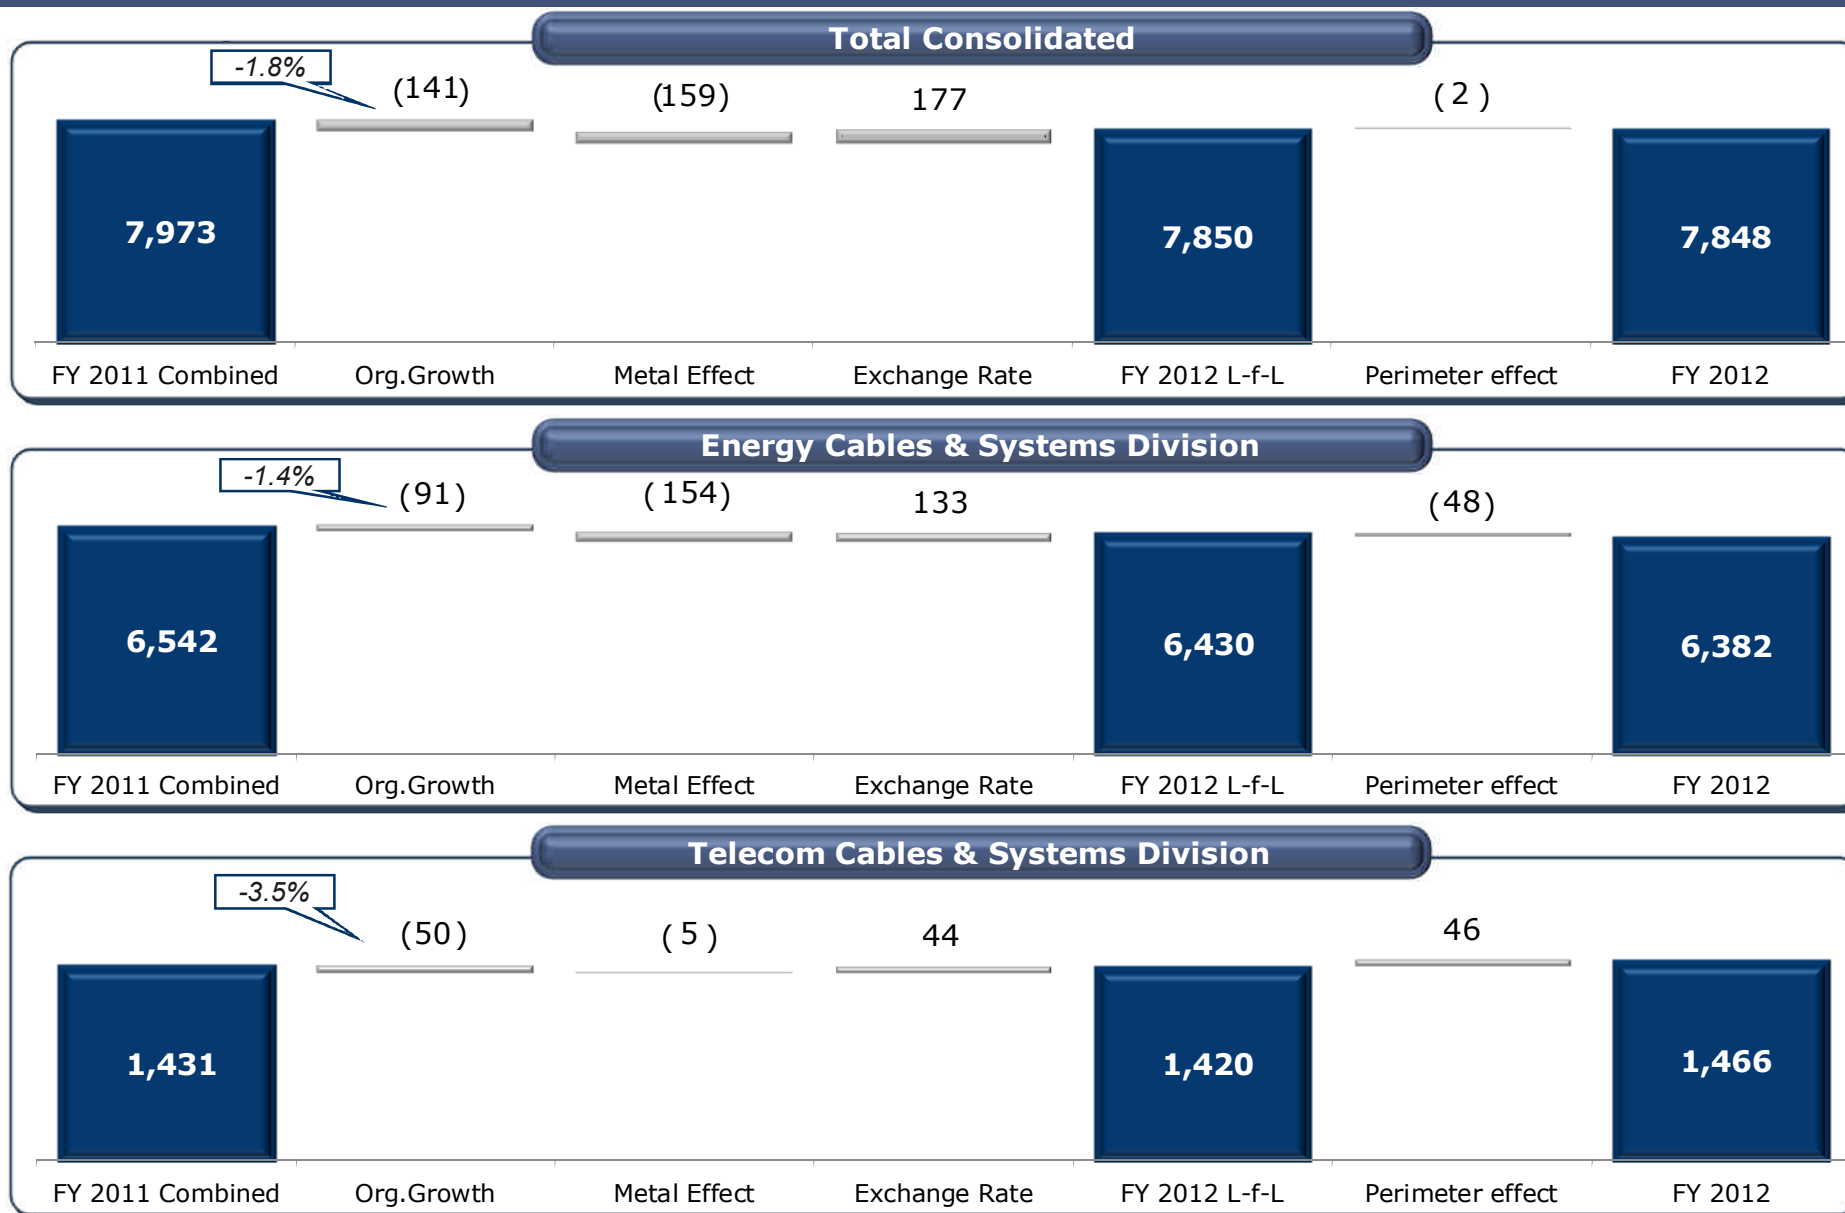 Total Consolidated
-1.8%
(141) (159) 177 (2)
7,973 7,850 7,848
FY 2011 Combined Org.Growth Metal Effect Exchange Rate FY 2012 L-f-L Perimeter effect FY 2012
Energy Cables & Systems Division
-1.4%
(91) (154) 133 (48)
6,542 6,430 6,382
FY 2011 Combined Org.Growth Metal Effect Exchange Rate FY 2012 L-f-L Perimeter effect FY 2012
Telecom Cables & Systems Division
-3.5%
(50) (5) 44 46
1,431 1,420 1,466
FY 2011 Combined Org.Growth Metal Effect Exchange Rate FY 2012 L-f-L Perimeter effect FY 2012